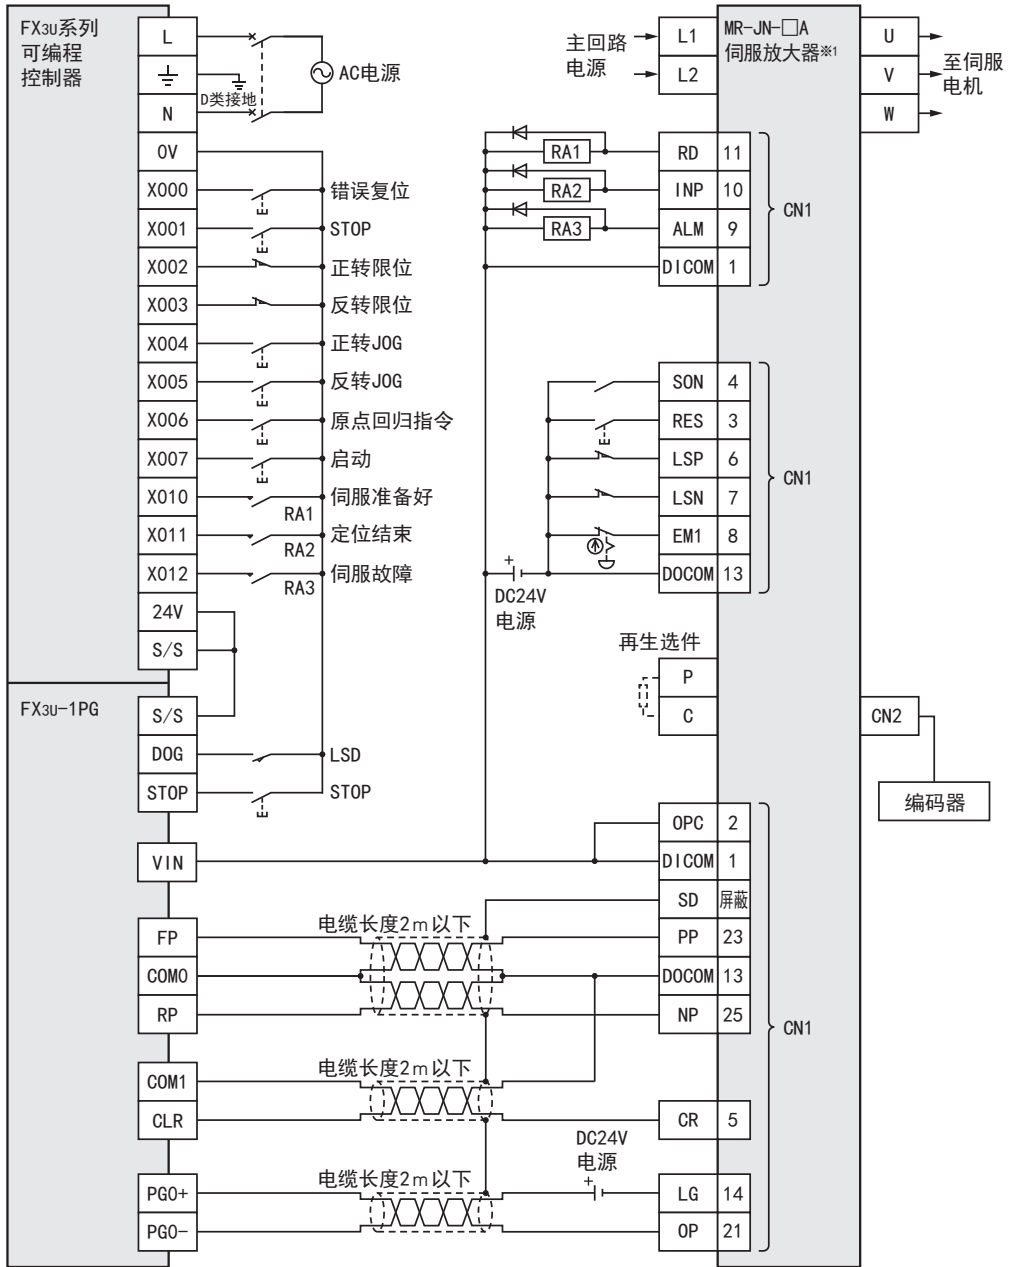 FX3U系列
可编程
控制器
L
N
0V
X000
X001
X002
X003
X004
X005
X006
X007
X010
X011
X012
24V
S/S
D类接地
AC电源
错误复位
STOP
正转限位
反转限位
正转JOG
反转JOG
原点回归指令
启动
伺服准备好
RA1
定位结束
RA2
伺服故障
RA3
FX3U-1PG
S/S
DOG
STOP
LSD
STOP
VIN
FP
COM0
RP
COM1
CLR
PG0+
PG0-
电缆长度2m以下
电缆长度2m以下
电缆长度2m以下
主回路
电源
L1
L2
MR-JN-□A
伺服放大器※1
U
V
W
至伺服
电机
RA1
RA2
RA3
RD 11
INP 10
ALM 9
DICOM 1
CN1
SON 4
RES 3
LSP 6
LSN 7
EM1 8
DOCOM 13
CN1
+
DC24V
电源
再生选件
P
C
CN2
编码器
OPC 2
DICOM 1
SD 屏蔽
PP 23
DOCOM 13
NP 25
CN1
CR 5
DC24V
电源
+
LG 14
OP 21